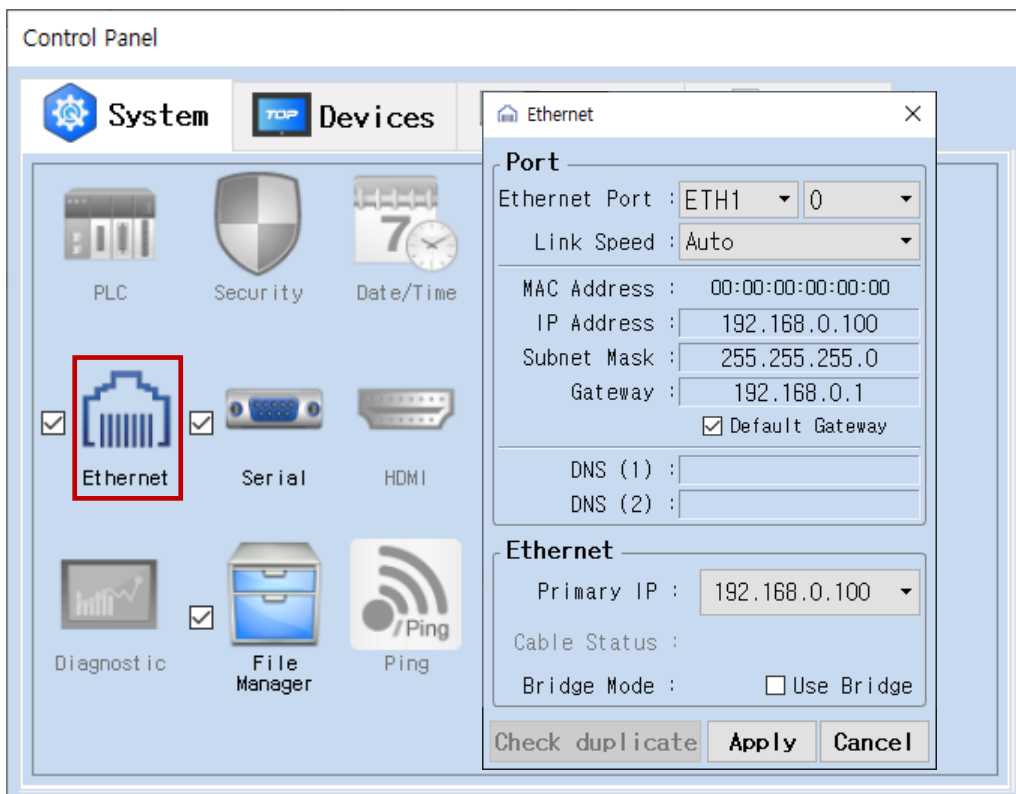 Control Panel
System
TOP
Devices
PLC
Security
7
Date/Time
Ethernet
Serial
HDMI
Diagnostic
File
Manager
/Ping
Ping
Ethernet
Port
Ethernet Port : ETH1 0
Link Speed : Auto
MAC Address : 00:00:00:00:00:00
IP Address : 192.168.0.100
Subnet Mask : 255.255.255.0
Gateway : 192.168.0.1
Default Gateway
DNS (1) :
DNS (2) :
Ethernet
Primary IP : 192.168.0.100
Cable Status :
Bridge Mode : Use Bridge
Check duplicate Apply Cancel